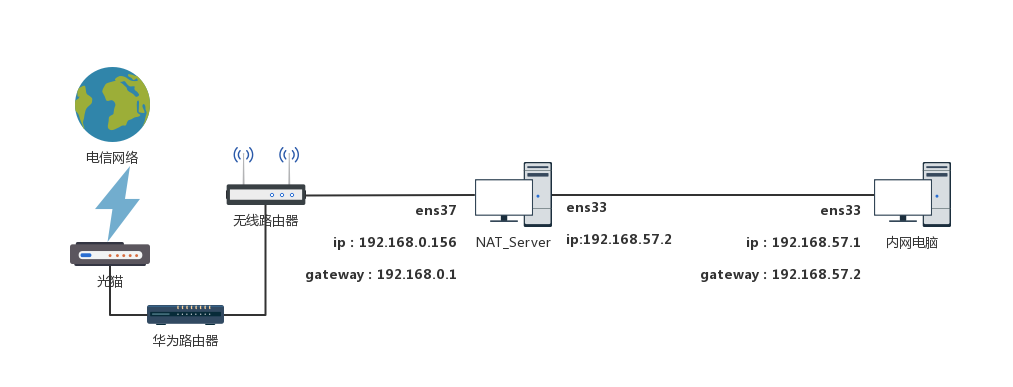 电信网络
光猫
华为路由器
无线路由器
ens37
ip : 192.168.0.156
gateway : 192.168.0.1
NAT_Server
ens33
ip:192.168.57.2
ens33
ip : 192.168.57.1
gateway : 192.168.57.2
内网电脑